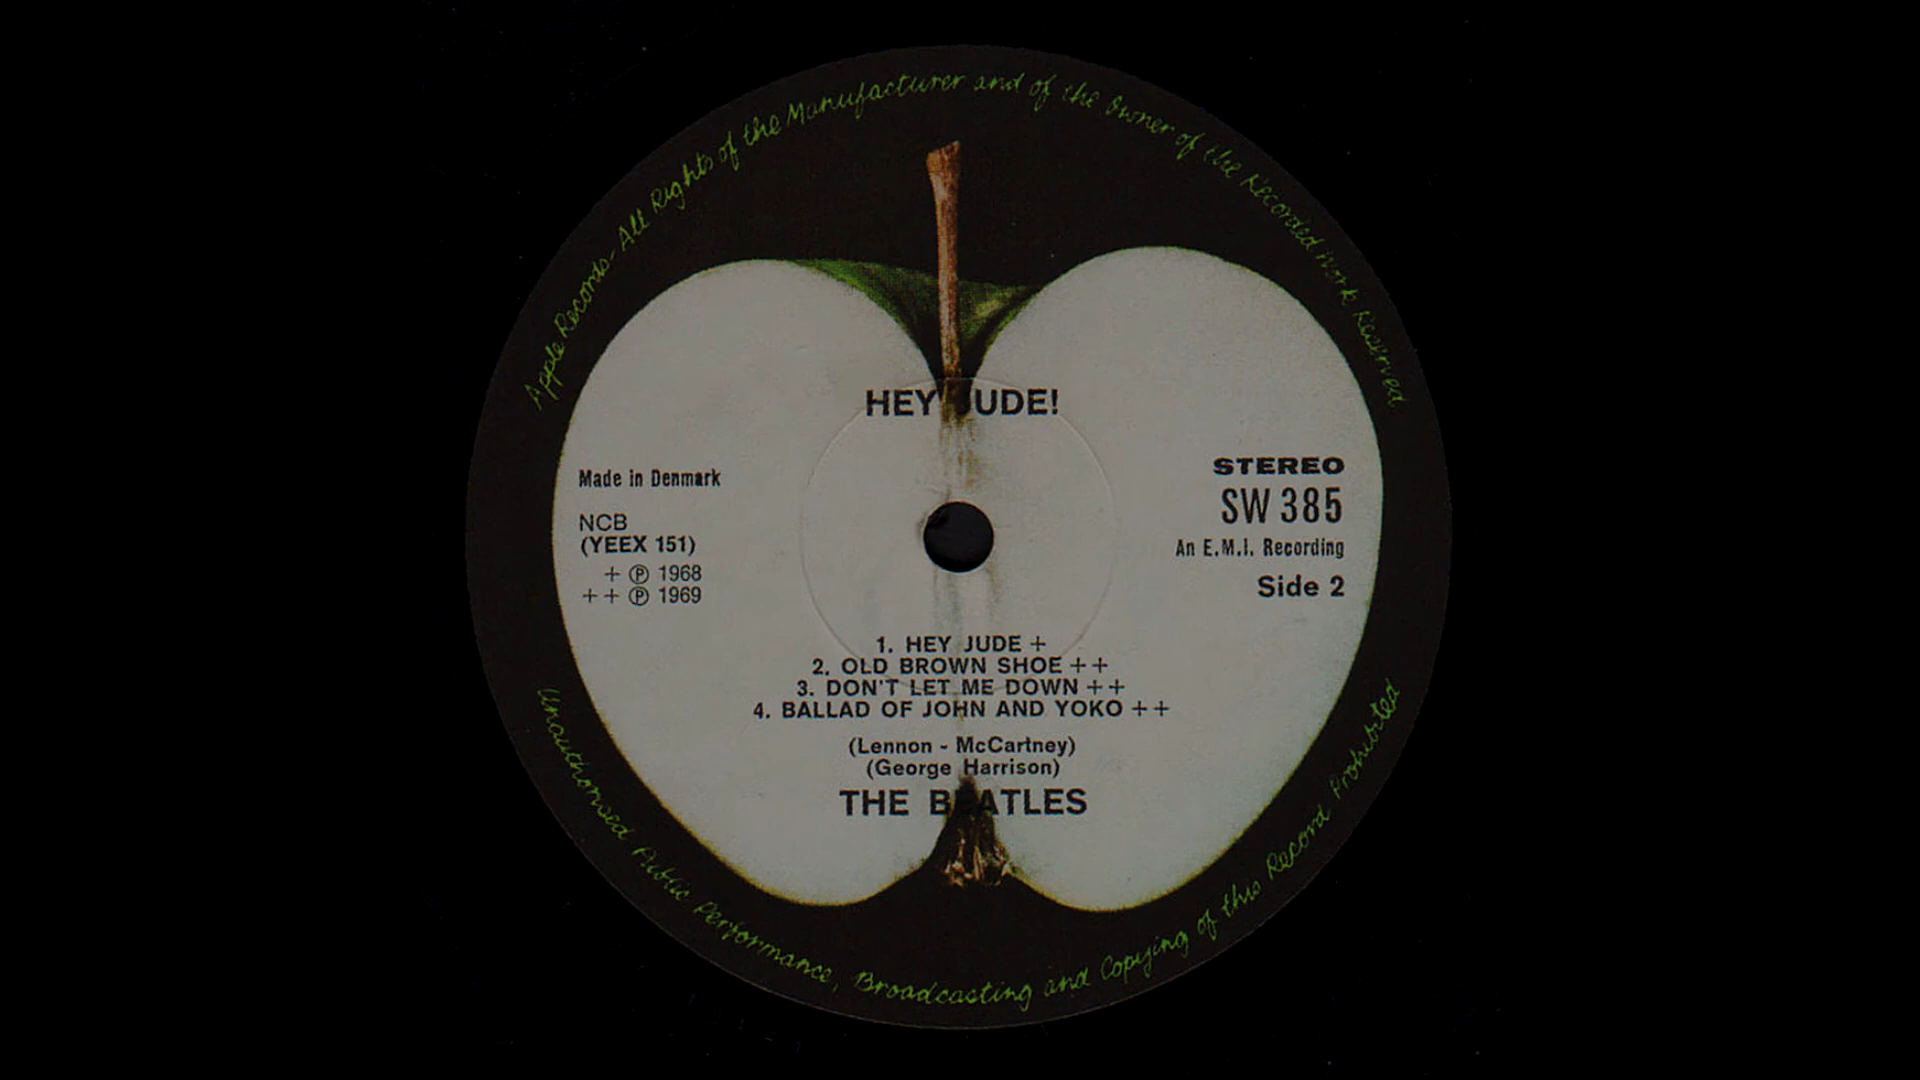 Apple Records - All Rights of the Manufacturer and of the Owner of the Recorded Work Reserved
HEY JUDE!
Made in Denmark
NCB
(YEEX 151)
+ ℗ 1968
++ ℗ 1969
STEREO
SW 385
An E.M.I. Recording
Side 2
1. HEY JUDE +
2. OLD BROWN SHOE ++
3. DON'T LET ME DOWN ++
4. BALLAD OF JOHN AND YOKO ++
(Lennon - McCartney)
(George Harrison)
THE BEATLES
Unauthorised Public Performance, Broadcasting and Copying of this Record Prohibited